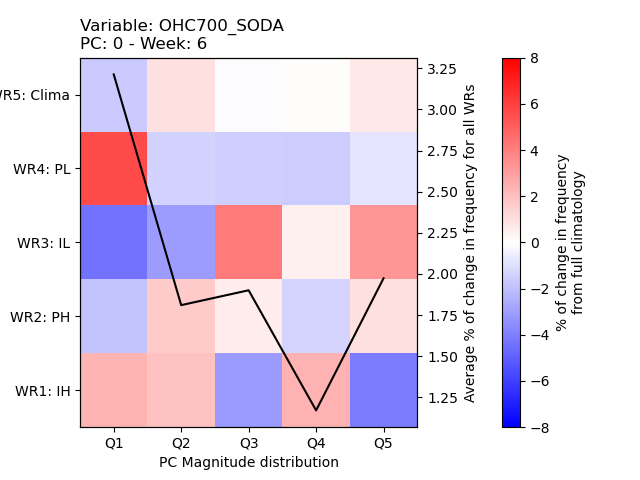 Variable: OHC700_SODA
PC: 0 - Week: 6
R5: Clima
WR4: PL
WR3: IL
WR2: PH
WR1: IH
Q1 Q2 Q3 Q4 Q5
PC Magnitude distribution
3.25
3.00
2.75
2.50
2.25
2.00
1.75
1.50
1.25
Average % of change in frequency for all WRs
8
6
4
2
0
−2
−4
−6
−8
% of change in frequency
from full climatology